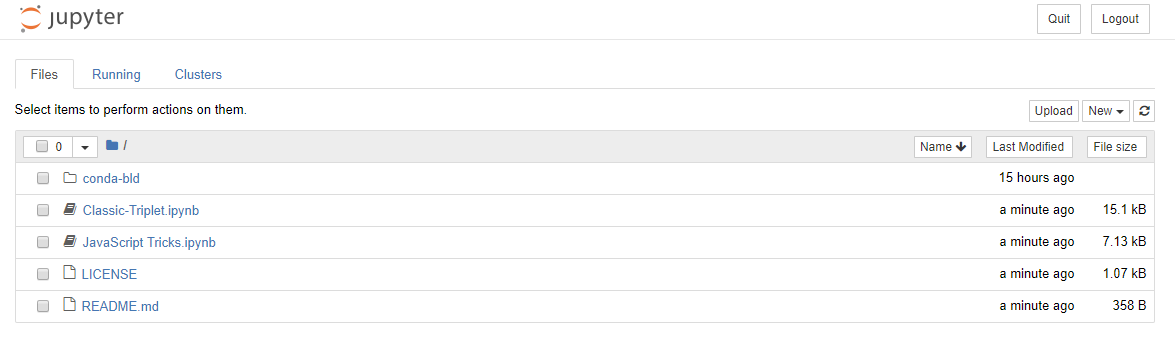 jupyter Quit Logout
Files Running Clusters
Select items to perform actions on them. Upload New
0 / Name Last Modified File size
conda-bld 15 hours ago
Classic-Triplet.ipynb a minute ago 15.1 kB
JavaScript Tricks.ipynb a minute ago 7.13 kB
LICENSE a minute ago 1.07 kB
README.md a minute ago 358 B